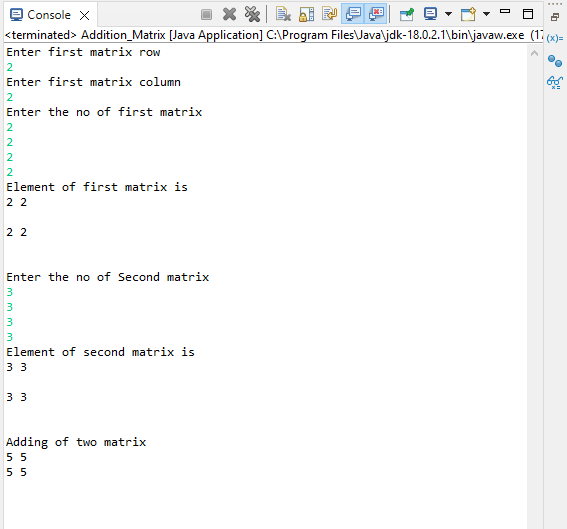 Console
<terminated> Addition_Matrix [Java Application] C:\Program Files\Java\jdk-18.0.2.1\bin\javaw.exe (17
Enter first matrix row
2
Enter first matrix column
2
Enter the no of first matrix
2
2
2
2
Element of first matrix is
2 2
2 2
Enter the no of Second matrix
3
3
3
3
Element of second matrix is
3 3
3 3
Adding of two matrix
5 5
5 5